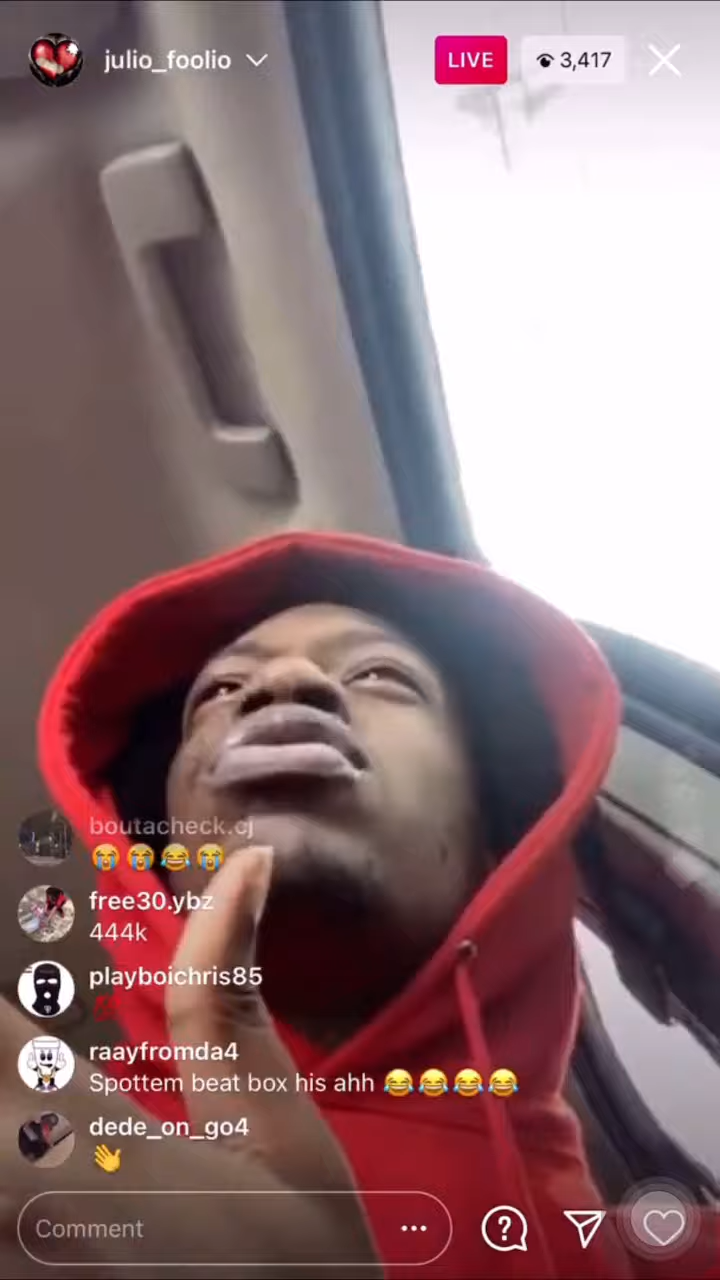 julio_foolio
LIVE
3,417
boutacheck.cj
😭😭😂😭
free30.ybz
444k
playboichris85
💯
raayfromda4
Spottem beat box his ahh 😂😂😂😂
dede_on_go4
👋
Comment